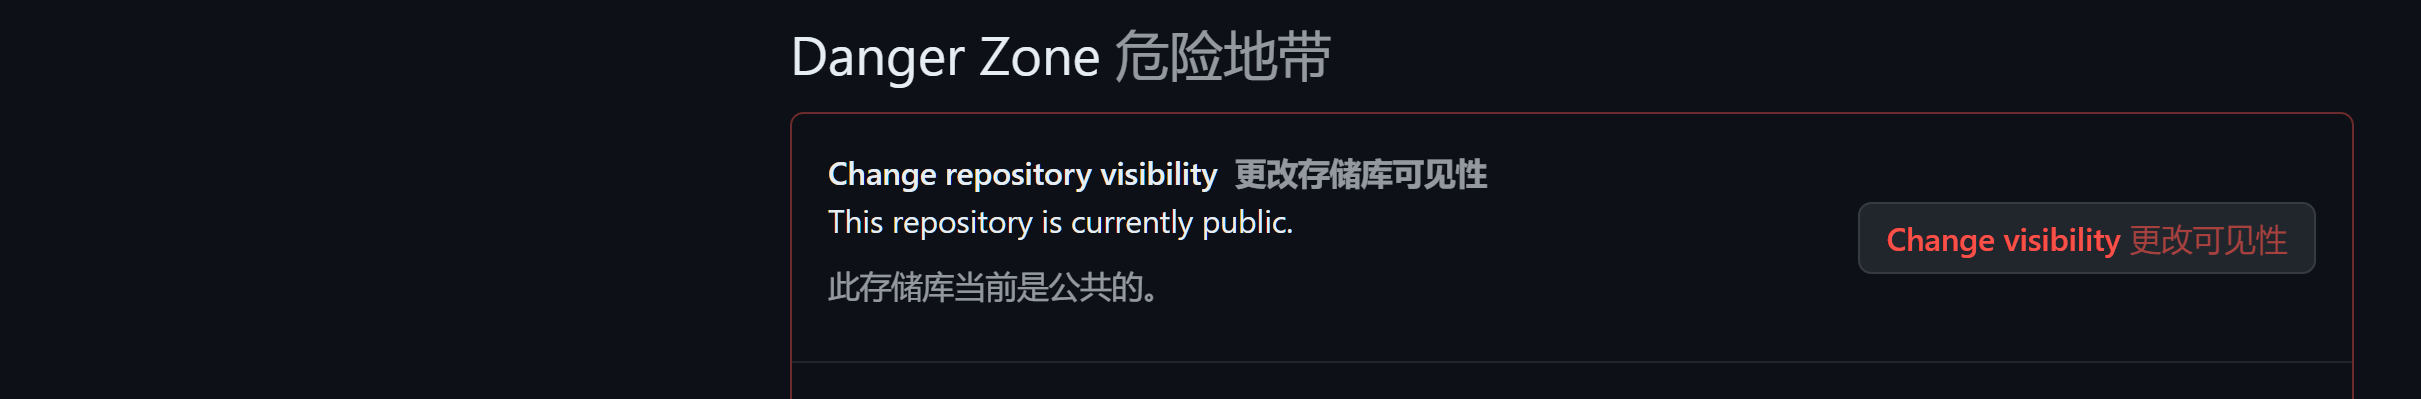 Danger Zone 危险地带
Change repository visibility 更改存储库可见性
This repository is currently public.
此存储库当前是公共的。
Change visibility 更改可见性